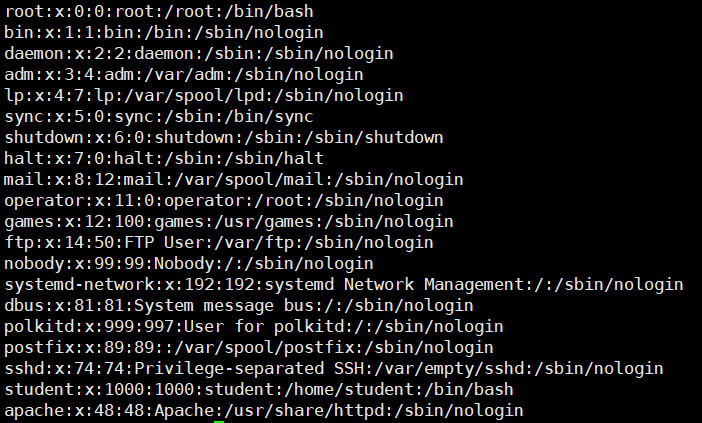 root:x:0:0:root:/root:/bin/bash
bin:x:1:1:bin:/bin:/sbin/nologin
daemon:x:2:2:daemon:/sbin:/sbin/nologin
adm:x:3:4:adm:/var/adm:/sbin/nologin
lp:x:4:7:lp:/var/spool/lpd:/sbin/nologin
sync:x:5:0:sync:/sbin:/bin/sync
shutdown:x:6:0:shutdown:/sbin:/sbin/shutdown
halt:x:7:0:halt:/sbin:/sbin/halt
mail:x:8:12:mail:/var/spool/mail:/sbin/nologin
operator:x:11:0:operator:/root:/sbin/nologin
games:x:12:100:games:/usr/games:/sbin/nologin
ftp:x:14:50:FTP User:/var/ftp:/sbin/nologin
nobody:x:99:99:Nobody:/:/sbin/nologin
systemd-network:x:192:192:systemd Network Management:/:/sbin/nologin
dbus:x:81:81:System message bus:/:/sbin/nologin
polkitd:x:999:997:User for polkitd:/:/sbin/nologin
postfix:x:89:89::/var/spool/postfix:/sbin/nologin
sshd:x:74:74:Privilege-separated SSH:/var/empty/sshd:/sbin/nologin
student:x:1000:1000:student:/home/student:/bin/bash
apache:x:48:48:Apache:/usr/share/httpd:/sbin/nologin